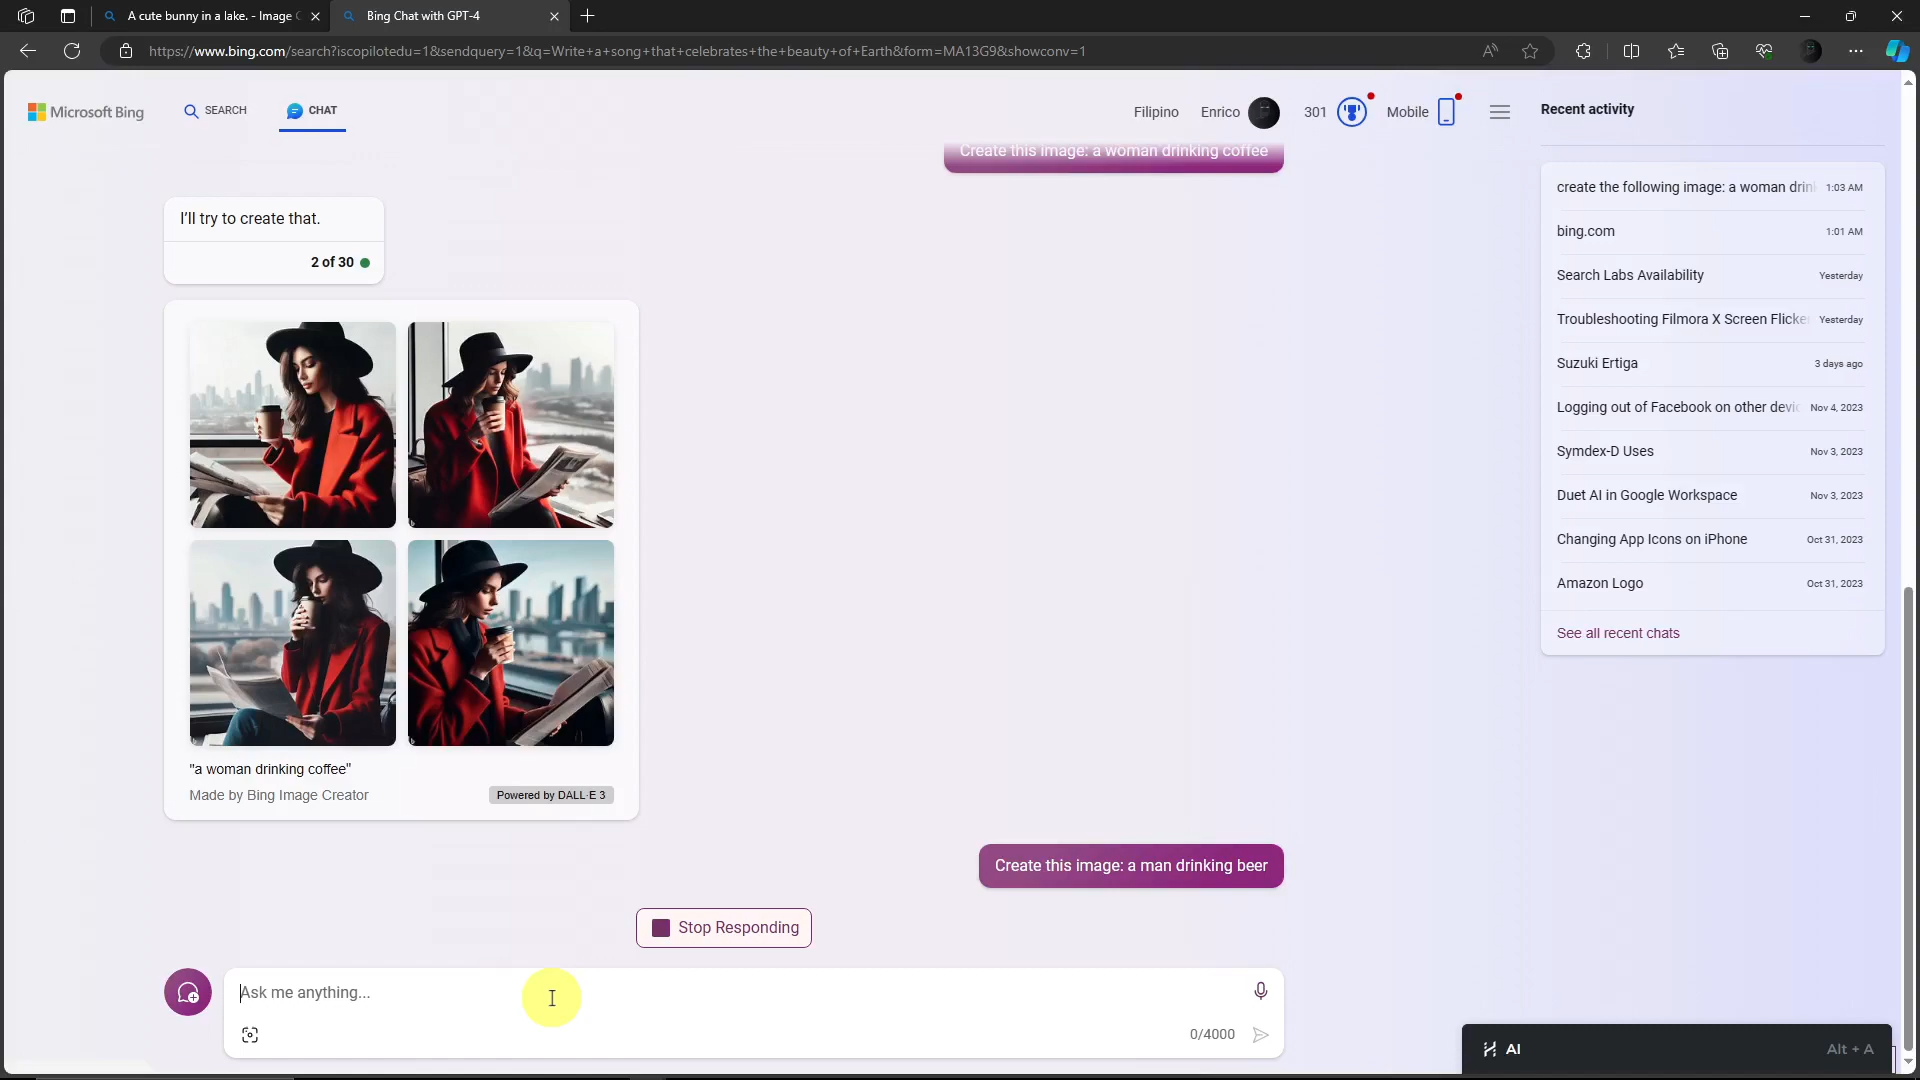 A cute bunny in a lake. - Image
Bing Chat with GPT-4
https://www.bing.com/search?iscopilotedu=1&sendquery=1&q=Write+a+song+that+celebrates+the+beauty+of+Earth&form=MA13G9&showconv=1
Microsoft Bing
SEARCH
CHAT
Filipino
Enrico
301
Mobile
Recent activity
Create this image: a woman drinking coffee
I'll try to create that.
2 of 30
"a woman drinking coffee"
Made by Bing Image Creator
Powered by DALL·E 3
Create this image: a man drinking beer
Stop Responding
Ask me anything...
0/4000
create the following image: a woman drin 1:03 AM
bing.com 1:01 AM
Search Labs Availability Yesterday
Troubleshooting Filmora X Screen Flicke Yesterday
Suzuki Ertiga 3 days ago
Logging out of Facebook on other devi Nov 4, 2023
Symdex-D Uses Nov 3, 2023
Duet AI in Google Workspace Nov 3, 2023
Changing App Icons on iPhone Oct 31, 2023
Amazon Logo Oct 31, 2023
See all recent chats
AI Alt + A